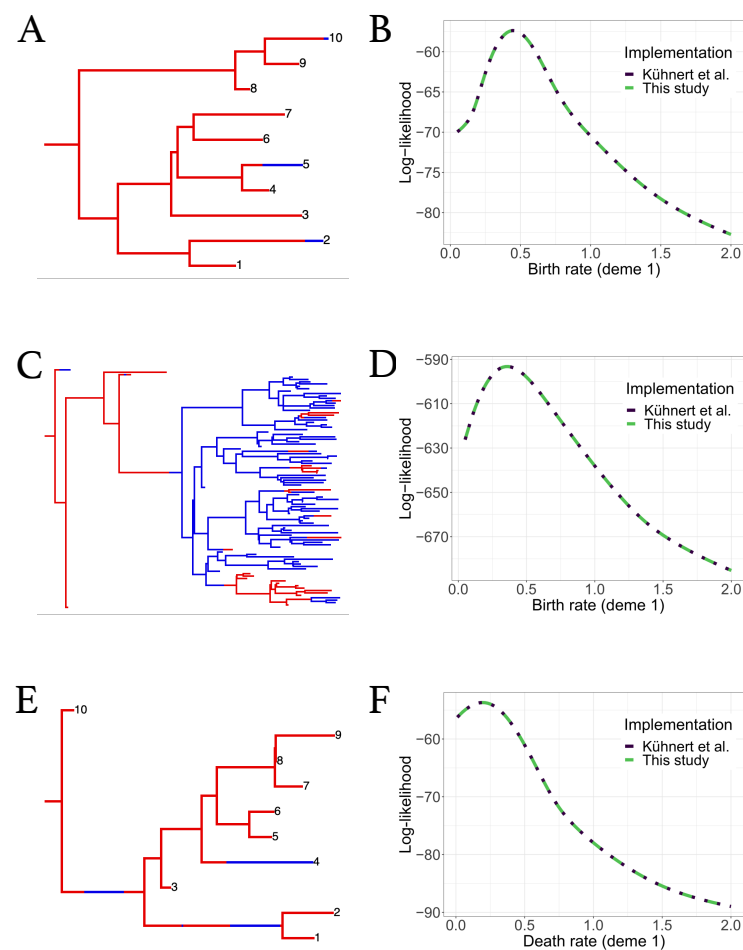 A
10
9
8
7
6
5
4
3
2
1
B
Implementation
Kühnert et al.
This study
Log−likelihood
−60
−65
−70
−75
−80
0.0 0.5 1.0 1.5 2.0
Birth rate (deme 1)
C
D
Implementation
Kühnert et al.
This study
Log−likelihood
−590
−610
−630
−650
−670
0.0 0.5 1.0 1.5 2.0
Birth rate (deme 1)
E
10
9
8
7
6
5
4
3
2
1
F
Implementation
Kühnert et al.
This study
Log-likelihood
−60
−70
−80
−90
0.0 0.5 1.0 1.5 2.0
Death rate (deme 1)